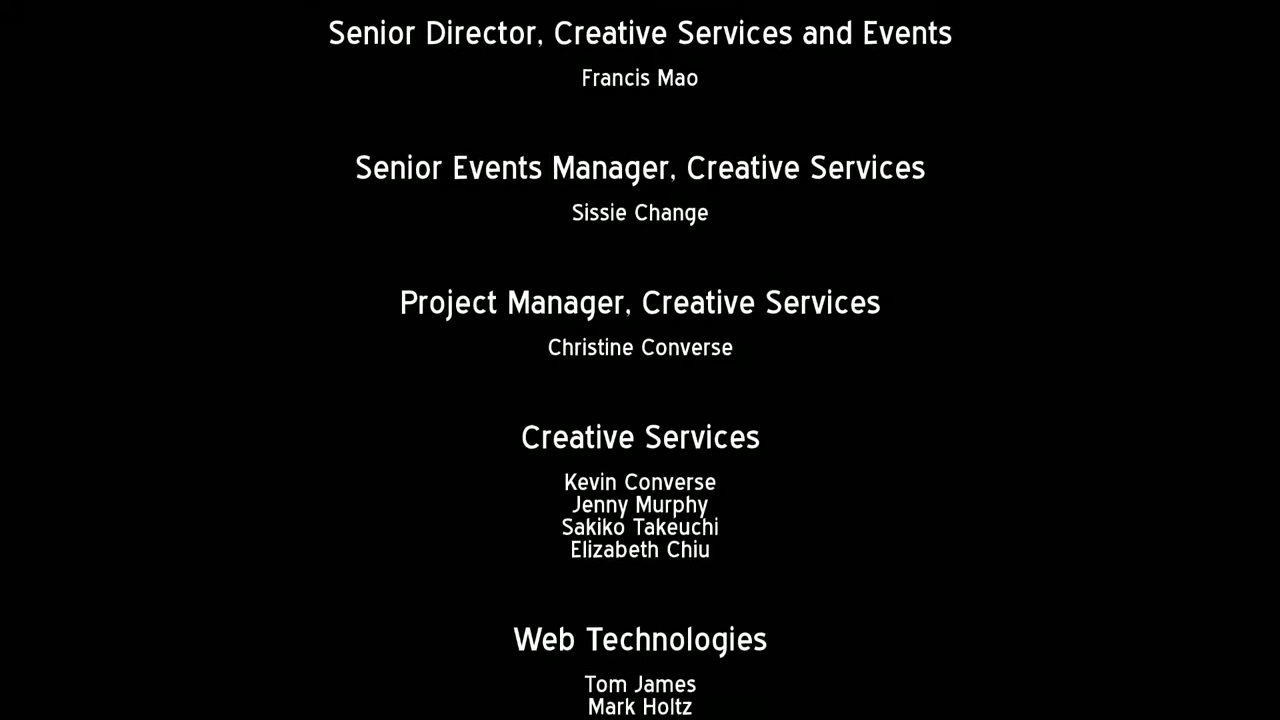 Senior Director, Creative Services and Events
Francis Mao
Senior Events Manager, Creative Services
Sissie Change
Project Manager, Creative Services
Christine Converse
Creative Services
Kevin Converse
Jenny Murphy
Sakiko Takeuchi
Elizabeth Chiu
Web Technologies
Tom James
Mark Holtz